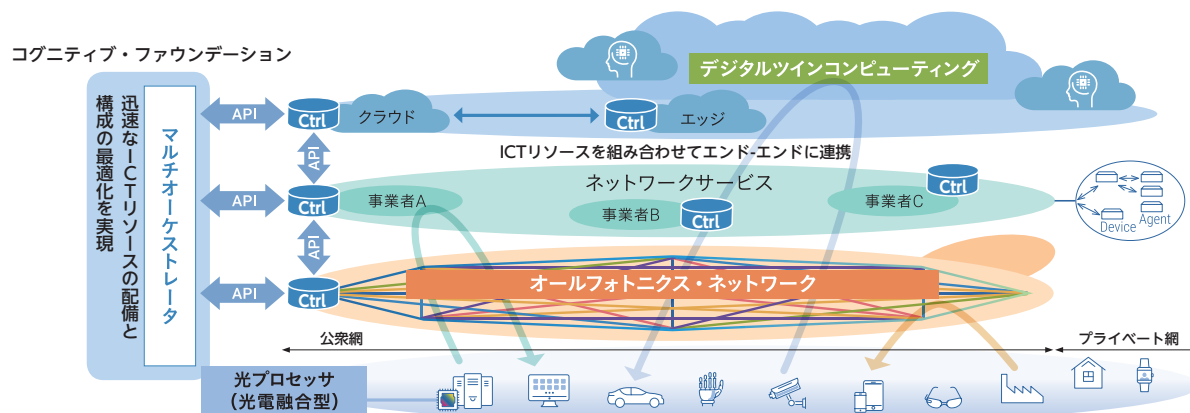 コグニティブ・ファウンデーション
迅速なICTリソースの配備と
構成の最適化を実現
マルチオーケストレータ
デジタルツインコンピューティング
API
Ctrl
クラウド
Ctrl
エッジ
API
ICTリソースを組み合わせてエンド-エンドに連携
ネットワークサービス
API
Ctrl
事業者A
事業者B
Ctrl
事業者C
Ctrl
Device
Agent
API
オールフォトニクス・ネットワーク
API
Ctrl
公衆網
プライベート網
光プロセッサ
(光電融合型)